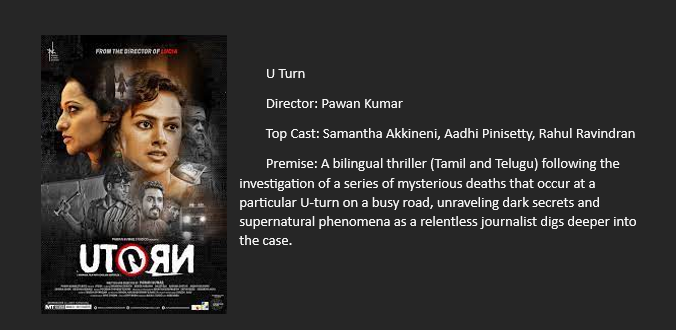 FROM THE DIRECTOR OF LUCIA
UTURN
U Turn
Director: Pawan Kumar
Top Cast: Samantha Akkineni, Aadhi Pinisetty, Rahul Ravindran
Premise: A bilingual thriller (Tamil and Telugu) following the
investigation of a series of mysterious deaths that occur at a
particular U-turn on a busy road, unraveling dark secrets and
supernatural phenomena as a relentless journalist digs deeper into
the case.